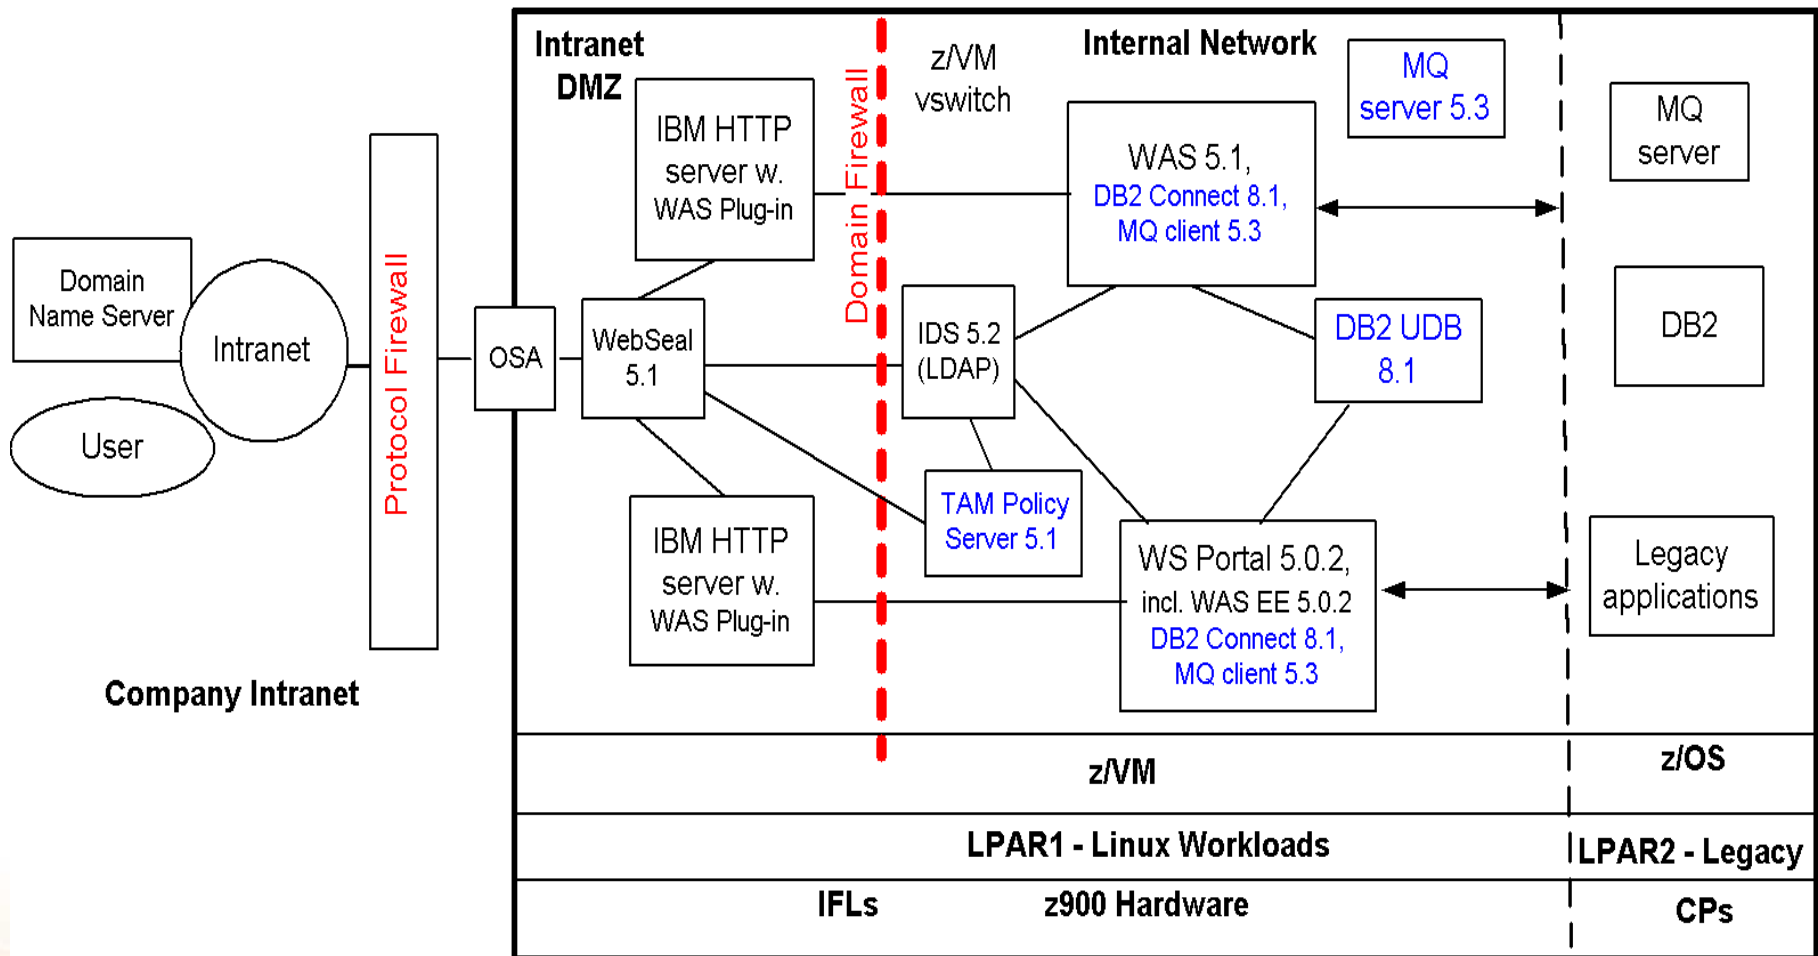 Intranet
DMZ
Internal Network
z/VM
vswitch
MQ
server 5.3
IBM HTTP
server w.
WAS Plug-in
Domain Firewall
WAS 5.1,
DB2 Connect 8.1,
MQ client 5.3
MQ
server
Domain
Name Server
Intranet
User
Protocol Firewall
OSA
WebSeal
5.1
IDS 5.2
(LDAP)
DB2 UDB
8.1
DB2
TAM Policy
Server 5.1
IBM HTTP
server w.
WAS Plug-in
WS Portal 5.0.2,
incl. WAS EE 5.0.2
DB2 Connect 8.1,
MQ client 5.3
Legacy
applications
Company Intranet
z/VM
z/OS
LPAR1 - Linux Workloads
LPAR2 - Legacy
IFLs
z900 Hardware
CPs